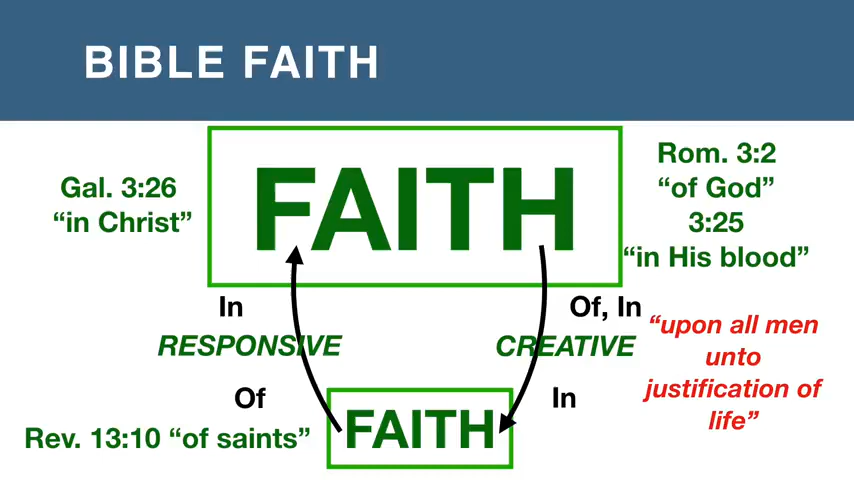 BIBLE FAITH
FAITH
Gal. 3:26
“in Christ”
Rom. 3:2
“of God”
3:25
“in His blood”
In
Of, In
RESPONSIVE
CREATIVE
“upon all men
unto
justification of
life”
Of
In
Rev. 13:10 “of saints”
FAITH